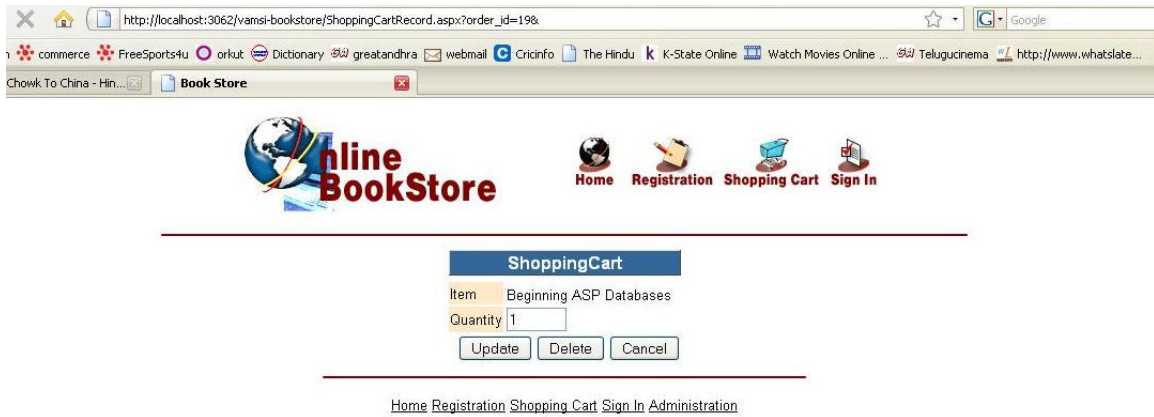 http://localhost:3062/vamsi-bookstore/ShoppingCartRecord.aspx?order_id=19&
G Google
n commerce FreeSports4u orkut Dictionary greatandhra webmail C Cricinfo The Hindu k K-State Online Watch Movies Online ... Telugucinema http://www.whatslate...
Chowk To China - Hin... Book Store
nline
BookStore
Home Registration Shopping Cart Sign In
ShoppingCart
Item Beginning ASP Databases
Quantity 1
Update Delete Cancel
Home Registration Shopping Cart Sign In Administration